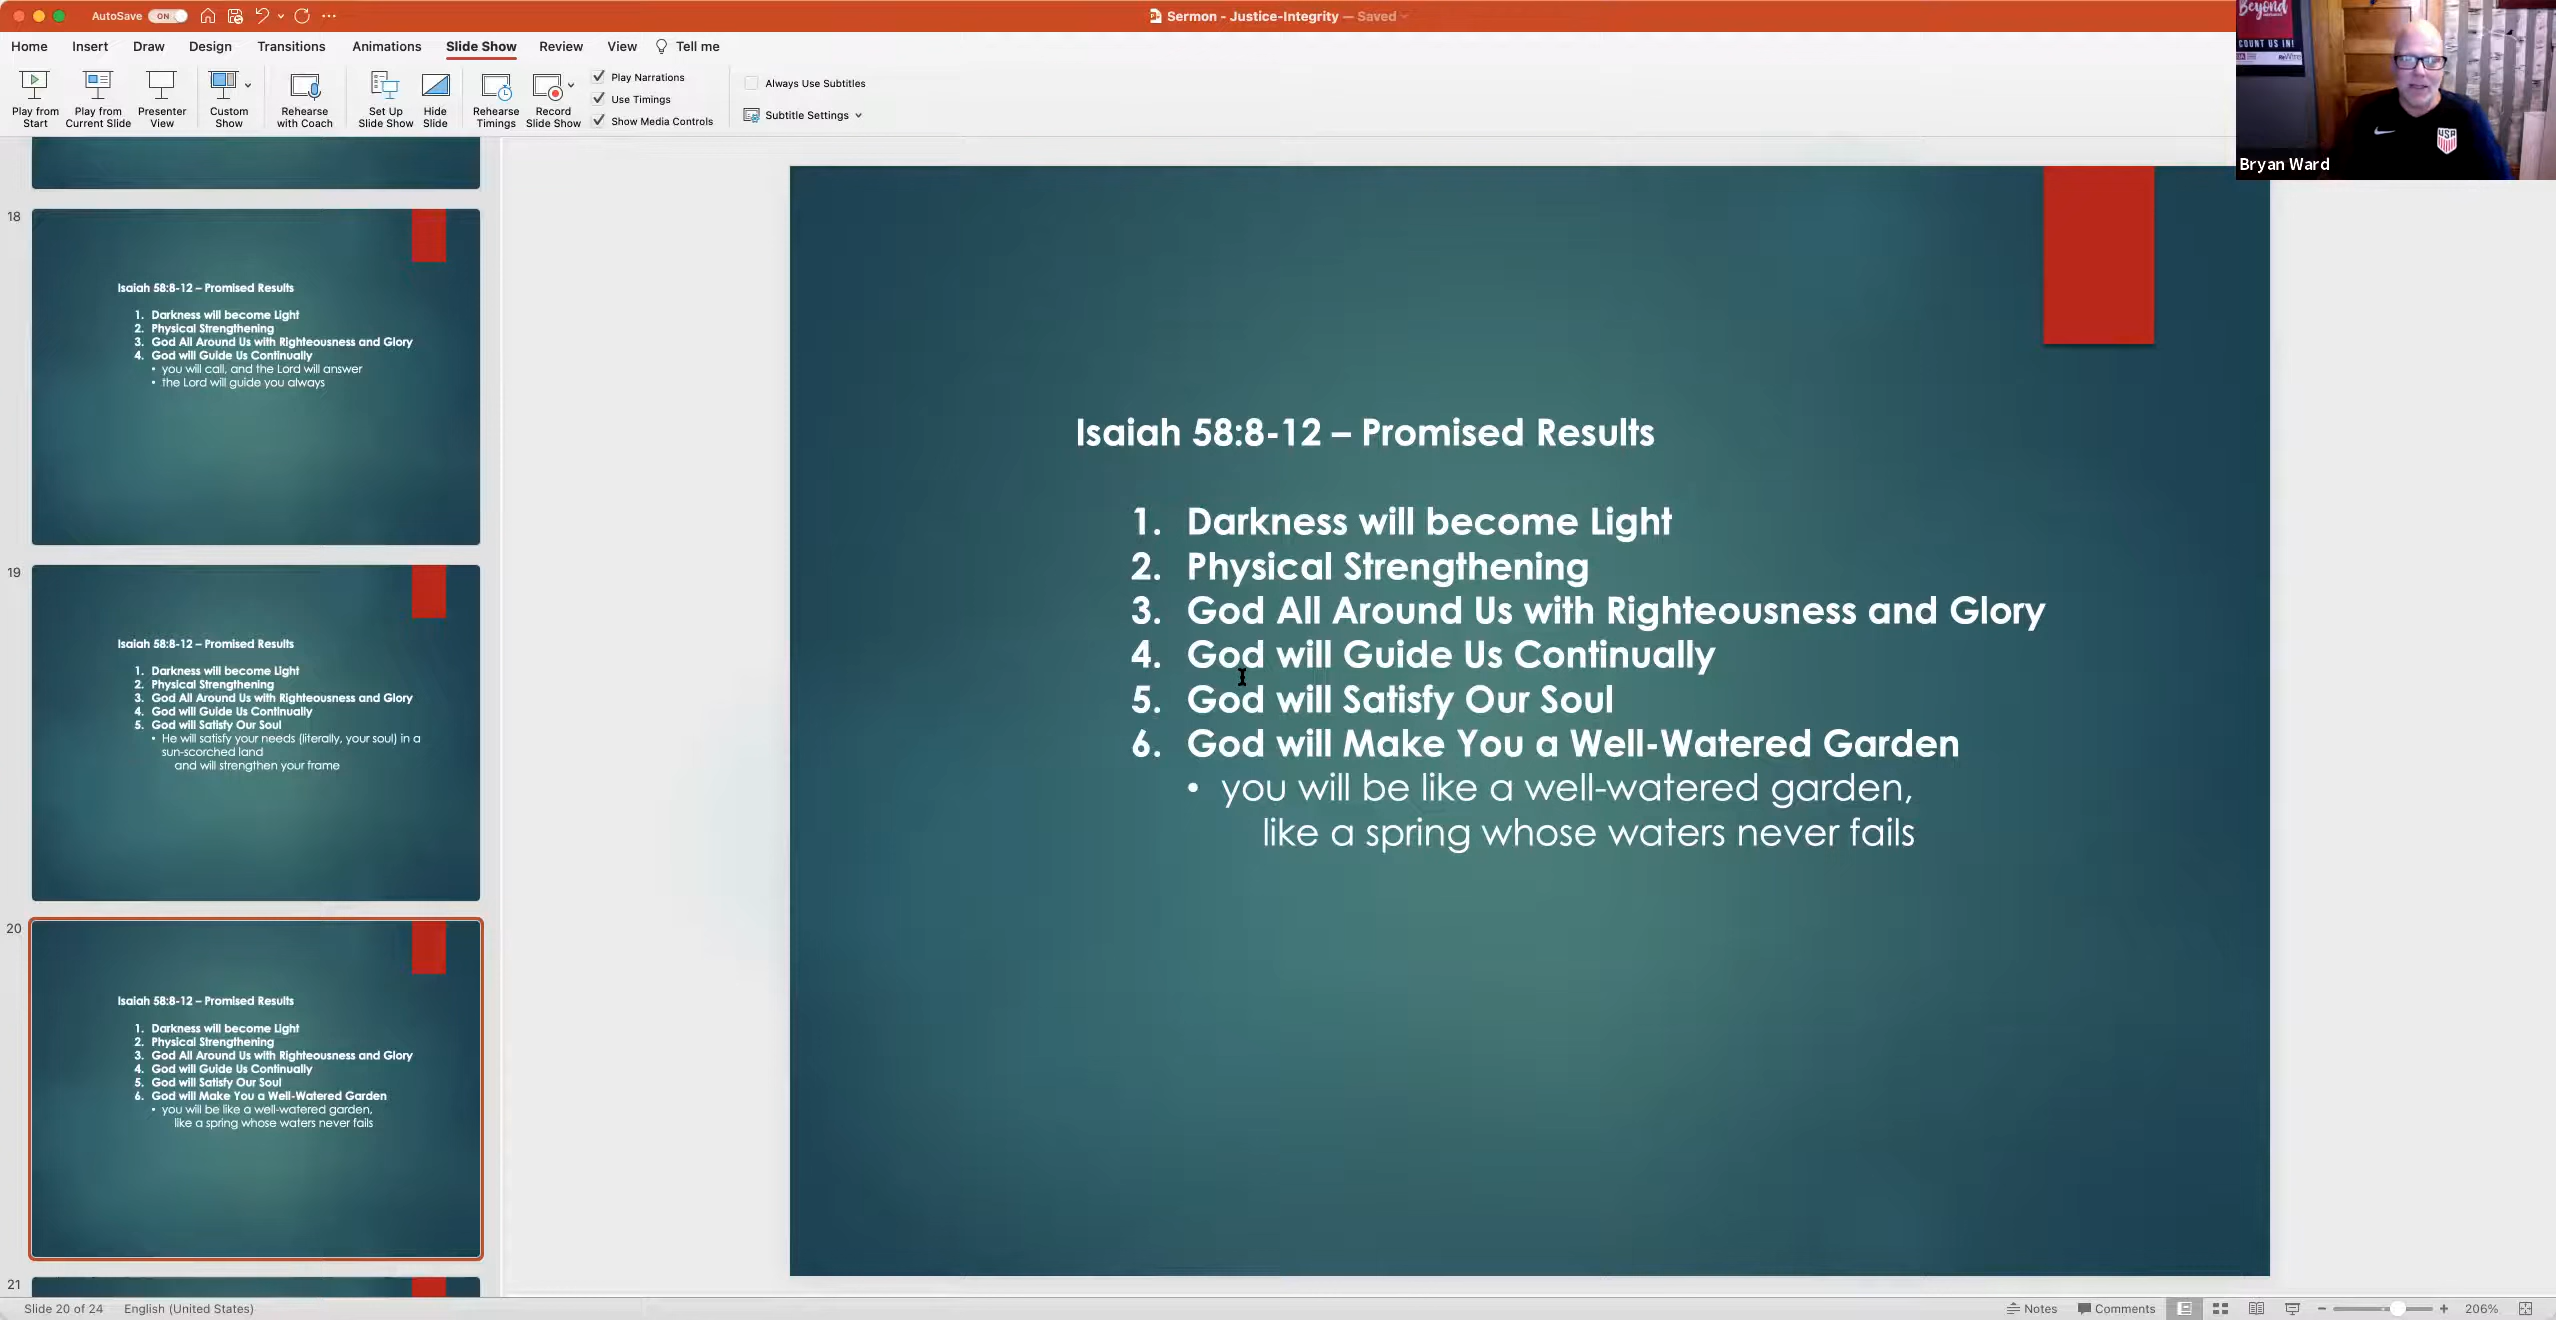 AutoSave ON
Sermon - Justice-Integrity — Saved
Home Insert Draw Design Transitions Animations Slide Show Review View Tell me
Play from Start
Play from Current Slide
Presenter View
Custom Show
Rehearse with Coach
Set Up Slide Show
Hide Slide
Rehearse Timings
Record Slide Show
Play Narrations
Use Timings
Show Media Controls
Always Use Subtitles
Subtitle Settings
Beyond
COUNT US IN!
Bryan Ward
18
Isaiah 58:8-12 – Promised Results
1. Darkness will become Light
2. Physical Strengthening
3. God All Around Us with Righteousness and Glory
4. God will Guide Us Continually
• you will call, and the Lord will answer
• the Lord will guide you always
19
Isaiah 58:8-12 – Promised Results
1. Darkness will become Light
2. Physical Strengthening
3. God All Around Us with Righteousness and Glory
4. God will Guide Us Continually
5. God will Satisfy Our Soul
• He will satisfy your needs (literally, your soul) in a
sun-scorched land
and will strengthen your frame
20
Isaiah 58:8-12 – Promised Results
1. Darkness will become Light
2. Physical Strengthening
3. God All Around Us with Righteousness and Glory
4. God will Guide Us Continually
5. God will Satisfy Our Soul
6. God will Make You a Well-Watered Garden
• you will be like a well-watered garden,
like a spring whose waters never fails
21
Isaiah 58:8-12 – Promised Results
1. Darkness will become Light
2. Physical Strengthening
3. God All Around Us with Righteousness and Glory
4. God will Guide Us Continually
5. God will Satisfy Our Soul
6. God will Make You a Well-Watered Garden
• you will be like a well-watered garden,
like a spring whose waters never fails
Slide 20 of 24 English (United States)
Notes Comments 206%